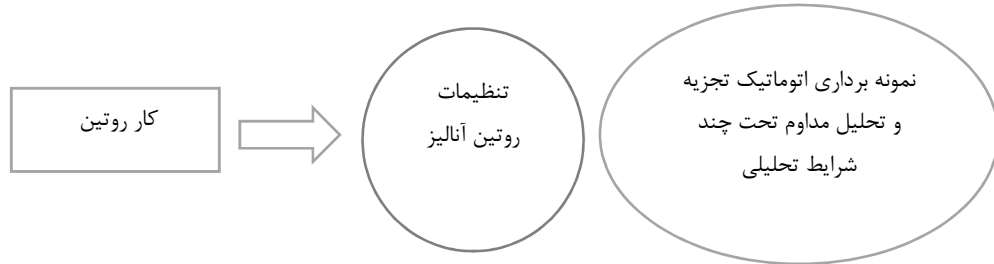 کار روتین
تنظیمات
روتین آنالیز
نمونه برداری اتوماتیک تجزیه
و تحلیل مداوم تحت چند
شرایط تحلیلی